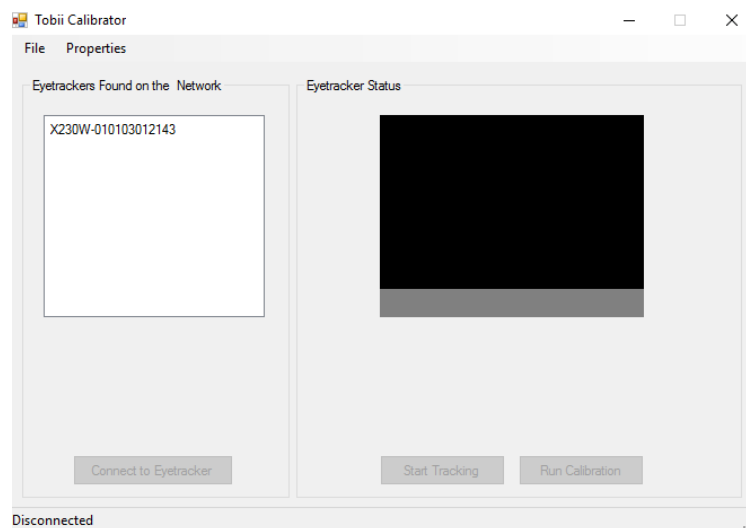 Tobii Calibrator
File Properties
Eyetrackers Found on the Network
Eyetracker Status
X230W-010103012143
Connect to Eyetracker
Start Tracking
Run Calibration
Disconnected